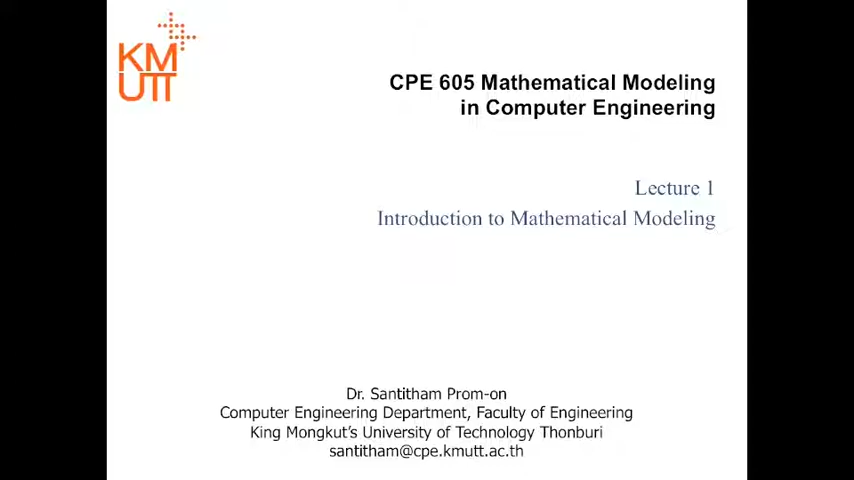 KM
UTT
CPE 605 Mathematical Modeling
in Computer Engineering
Lecture 1
Introduction to Mathematical Modeling
Dr. Santitham Prom-on
Computer Engineering Department, Faculty of Engineering
King Mongkut's University of Technology Thonburi
santitham@cpe.kmutt.ac.th